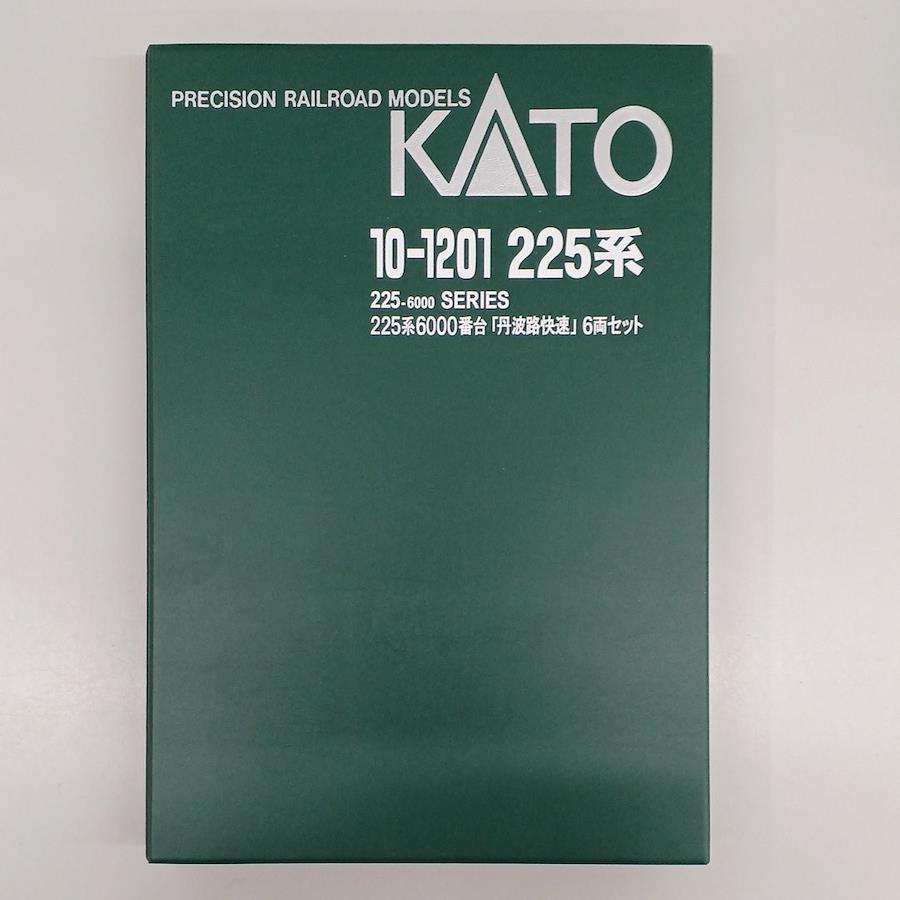 PRECISION RAILROAD MODELS
KATO
10-1201 225系
225-6000 SERIES
225系6000番台「丹波路快速」6両セット